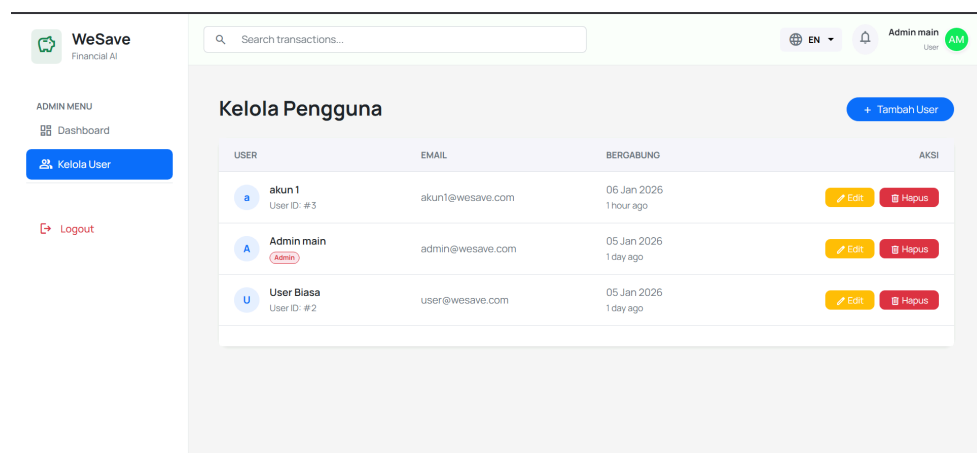 WeSave
Financial AI
Search transactions...
EN
Admin main
User
AM
ADMIN MENU
Dashboard
Kelola User
Logout
Kelola Pengguna
+ Tambah User
USER EMAIL BERGABUNG AKSI
a akun 1 akun1@wesave.com 06 Jan 2026 Edit Hapus
User ID: #3 1 hour ago
A Admin main admin@wesave.com 05 Jan 2026 Edit Hapus
Admin 1 day ago
U User Biasa user@wesave.com 05 Jan 2026 Edit Hapus
User ID: #2 1 day ago